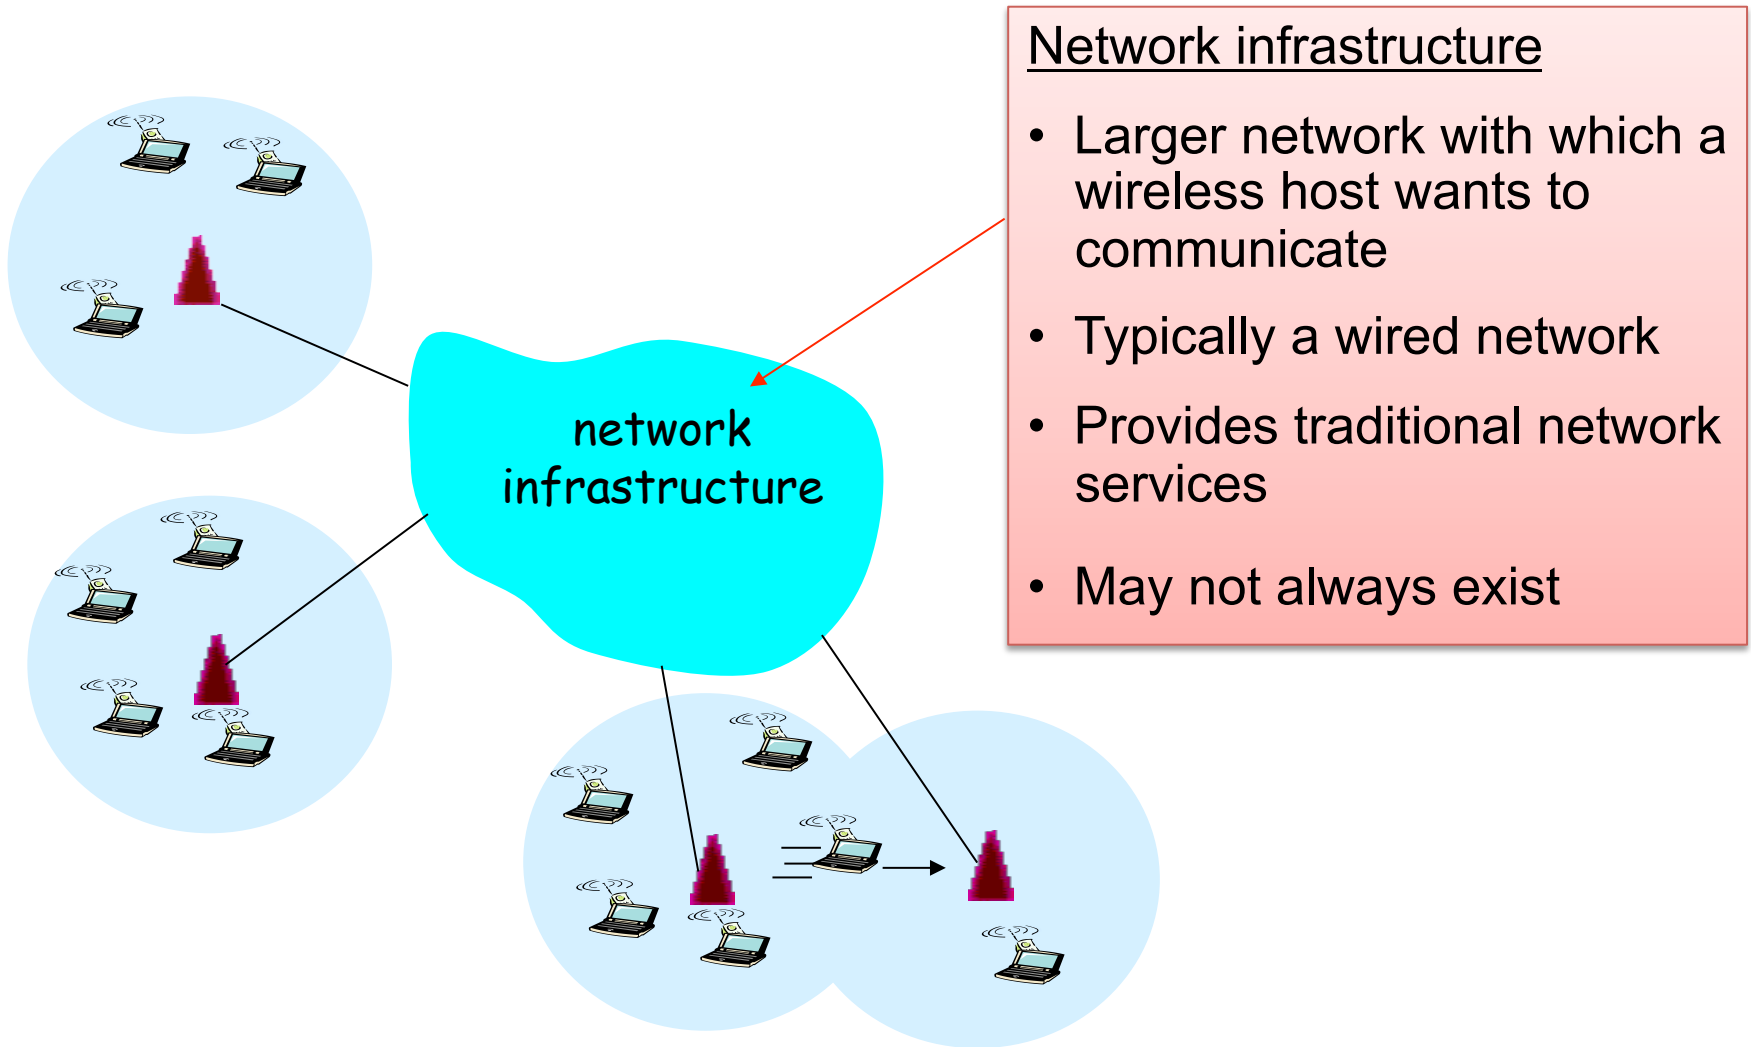 Network infrastructure
• Larger network with which a
wireless host wants to
communicate
• Typically a wired network
• Provides traditional network
services
• May not always exist
network
infrastructure